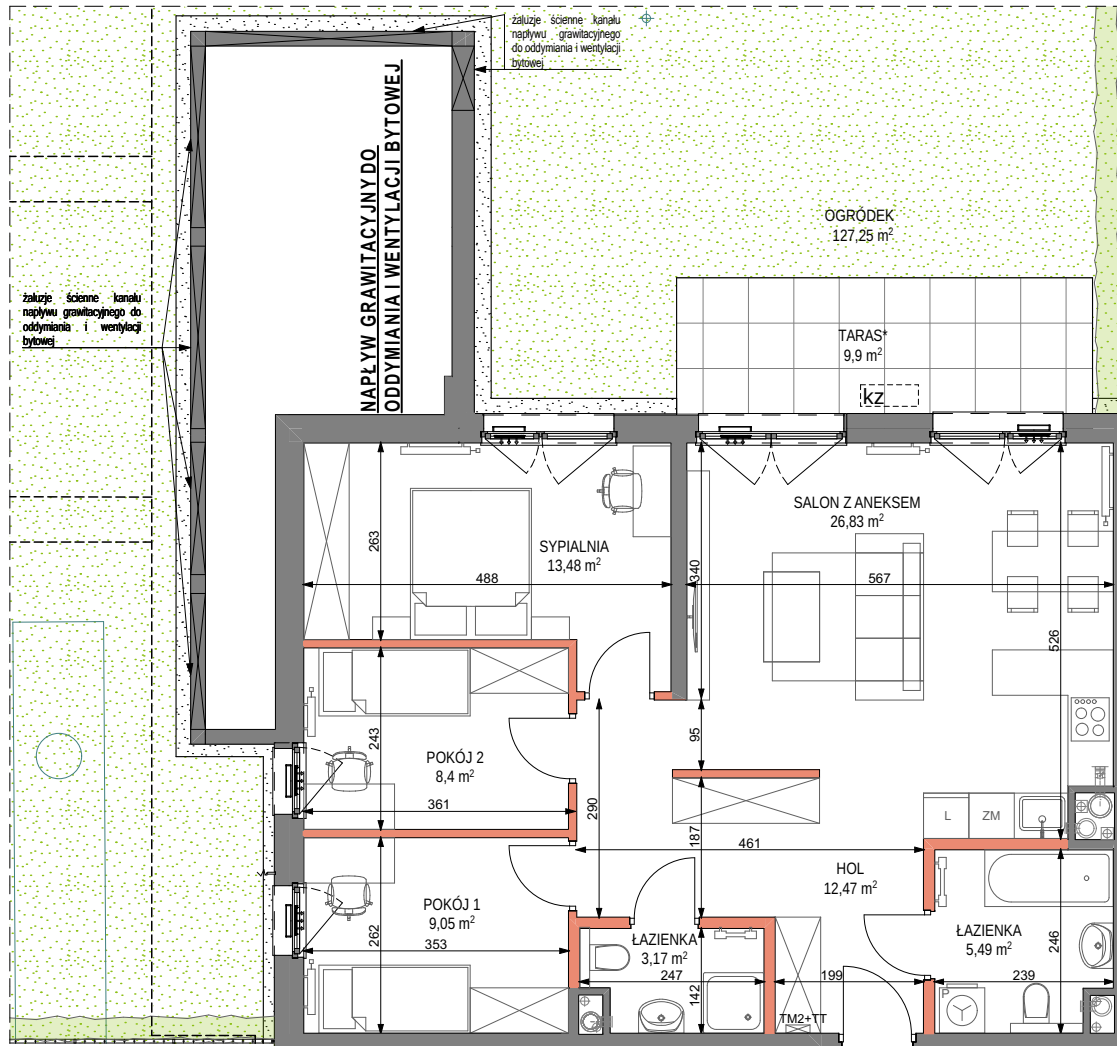 żaluzje ścienne kanału
napływu grawitacyjnego
do oddymiania i wentylacji
bytowej
NAPŁYW GRAWITACYJNY DO
ODDYMIANIA I WENTYLACJI BYTOWEJ
OGRÓDEK
127,25 m²
żaluzje ścienne kanału
napływu grawitacyjnego do
oddymiania i wentylacji
bytowej
TARAS*
9,9 m²
kz
SALON Z ANEKSEM
26,83 m²
SYPIALNIA
13,48 m²
263
488
340
567
526
POKÓJ 2
8,4 m²
243
361
95
290
187
L
ZM
461
HOL
12,47 m²
POKÓJ 1
9,05 m²
262
353
ŁAZIENKA
3,17 m²
247
142
199
ŁAZIENKA
5,49 m²
246
239
P
TM2+TT